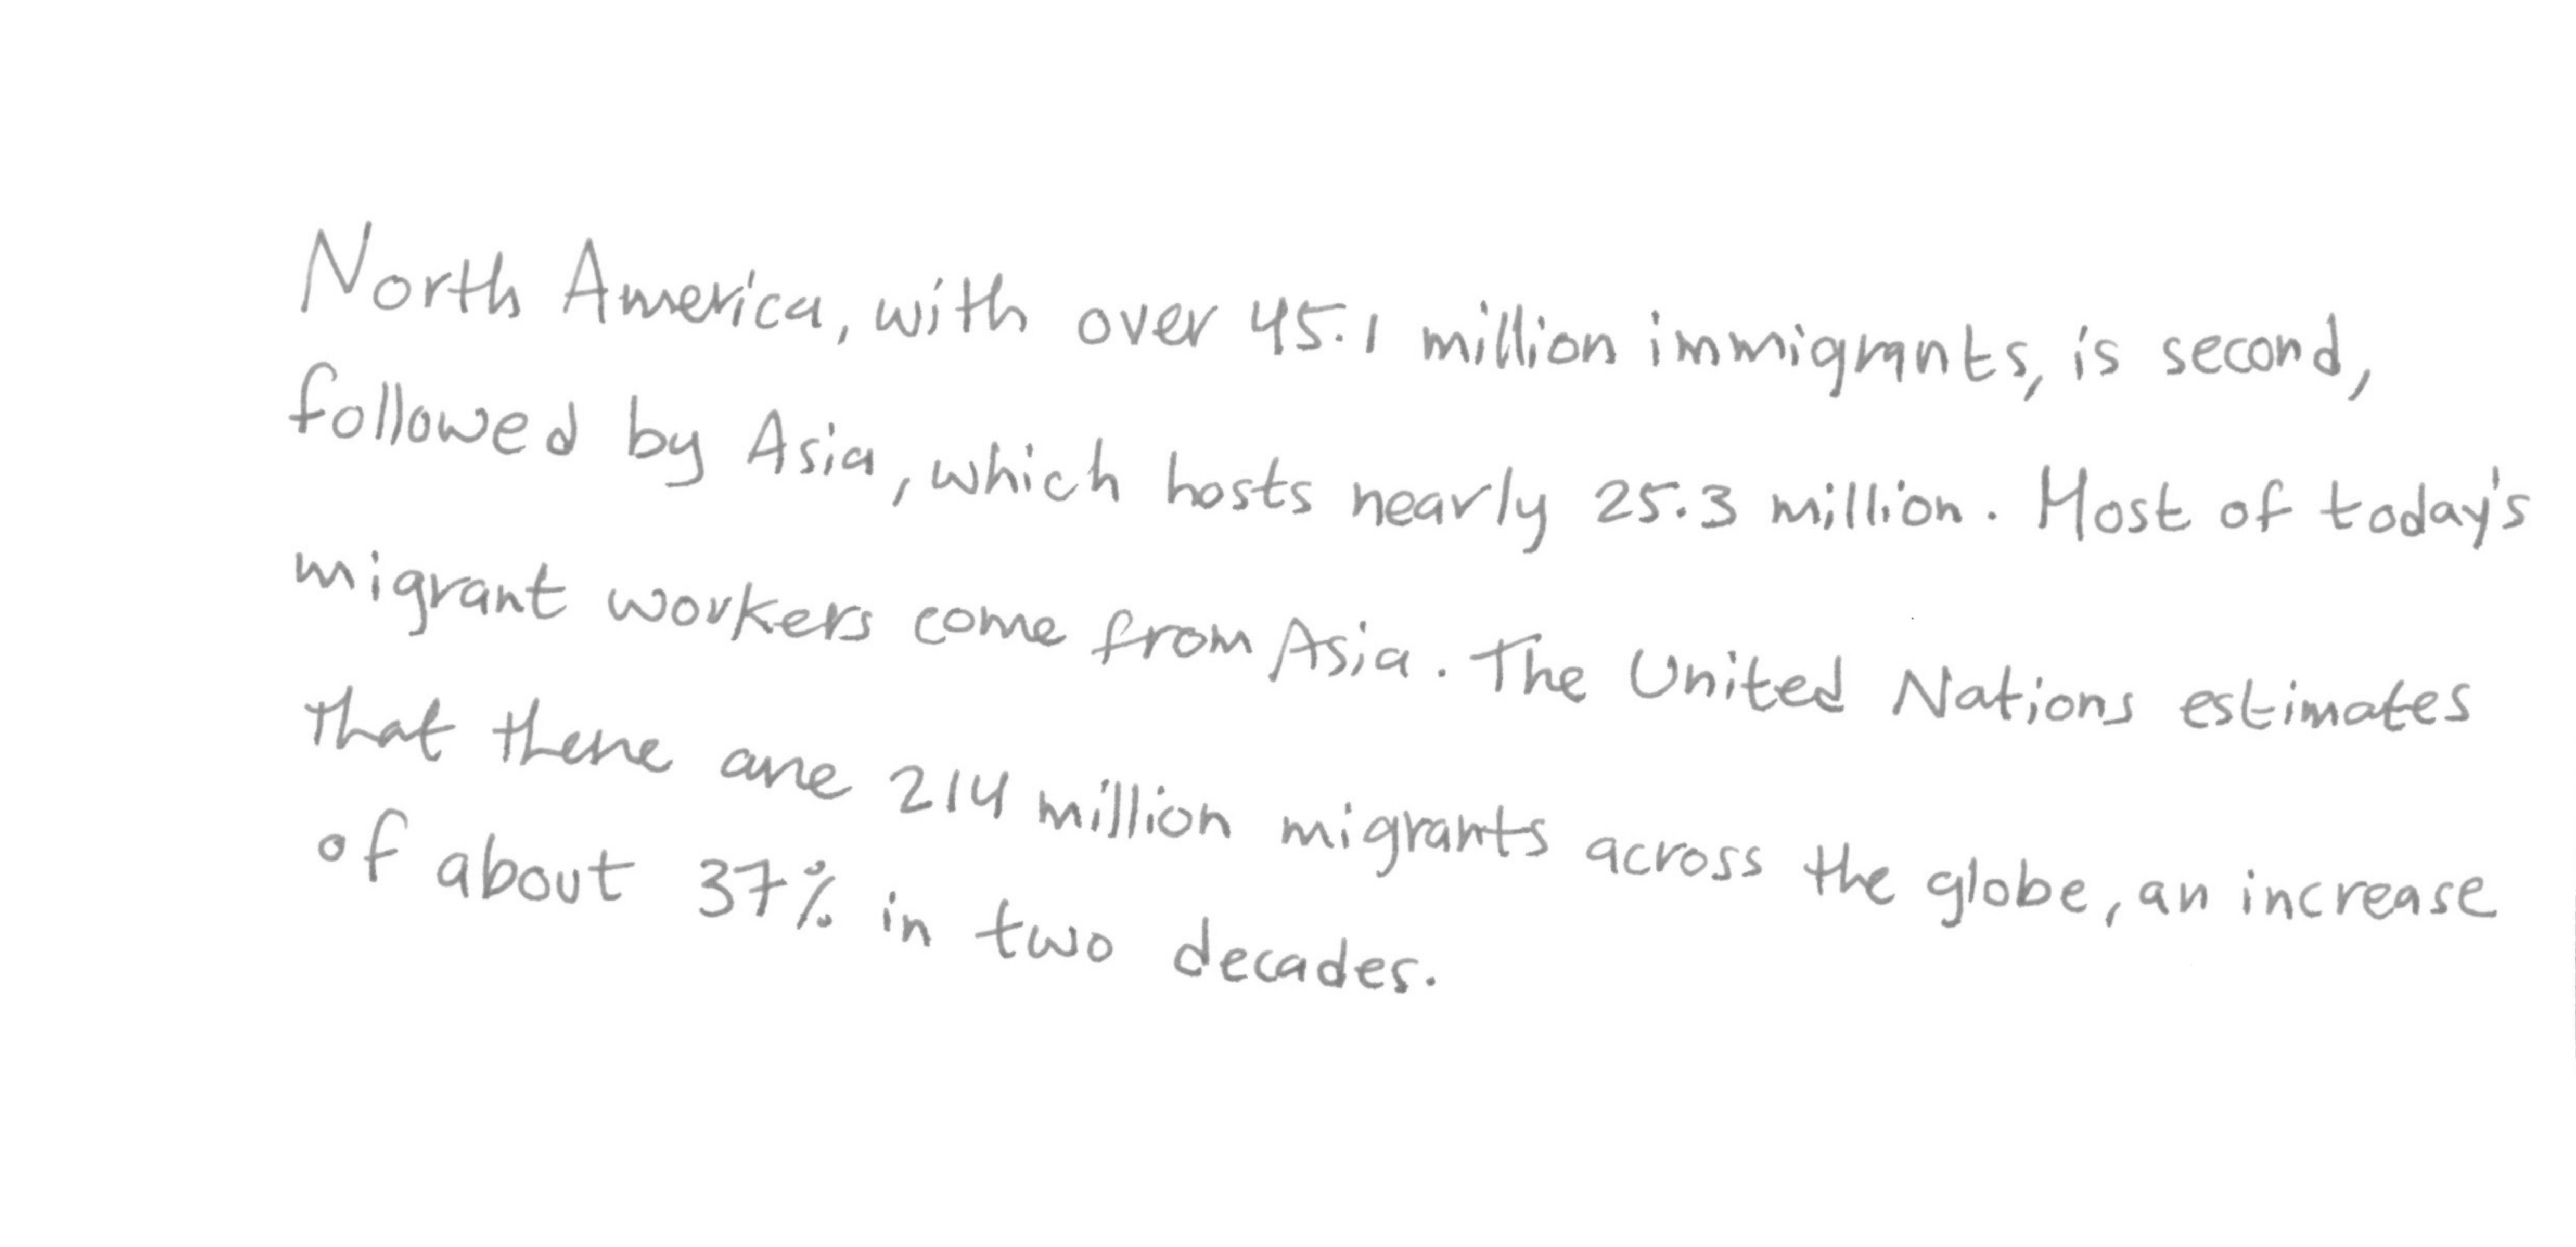 North America, with over 45.1 million immigrants, is second,
followed by Asia, which hosts nearly 25.3 million. Most of today's
migrant workers come from Asia. The United Nations estimates
that there are 214 million migrants across the globe, an increase
of about 37% in two decades.